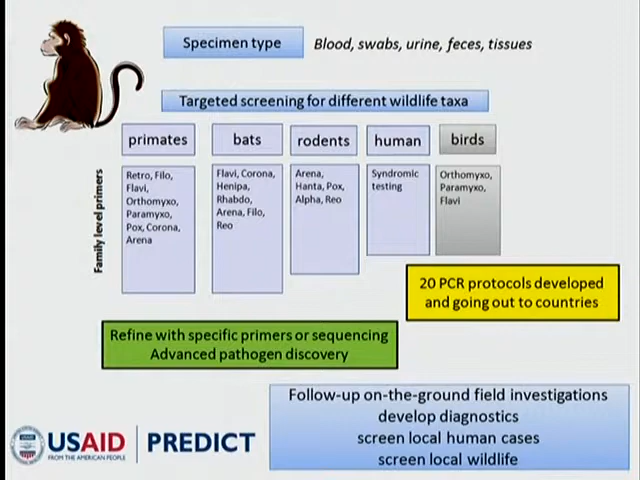 Specimen type
Blood, swabs, urine, feces, tissues
Targeted screening for different wildlife taxa
primates
bats
rodents
human
birds
Family level primers
Retro, Filo,
Flavi,
Orthomyxo,
Paramyxo,
Pox, Corona,
Arena
Flavi, Corona,
Henipa,
Rhabdo,
Arena, Filo,
Reo
Arena,
Hanta, Pox,
Alpha, Reo
Syndromic
testing
Orthomyxo,
Paramyxo,
Flavi
20 PCR protocols developed
and going out to countries
Refine with specific primers or sequencing
Advanced pathogen discovery
Follow-up on-the-ground field investigations
develop diagnostics
screen local human cases
screen local wildlife
USAID
FROM THE AMERICAN PEOPLE
PREDICT